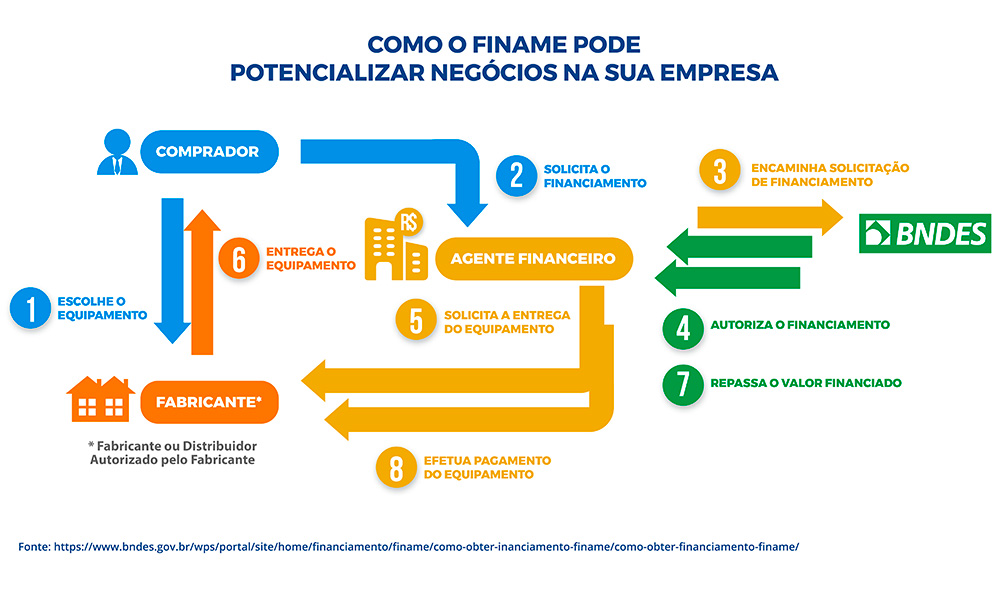 COMO O FINAME PODE
POTENCIALIZAR NEGÓCIOS NA SUA EMPRESA
COMPRADOR
2
SOLICITA O
FINANCIAMENTO
3
ENCAMINHA SOLICITAÇÃO
DE FINANCIAMENTO
R$
6
ENTREGA O
EQUIPAMENTO
AGENTE FINANCEIRO
BNDES
1
ESCOLHE O
EQUIPAMENTO
5
SOLICITA A ENTREGA
DO EQUIPAMENTO
4
AUTORIZA O FINANCIAMENTO
7
REPASSA O VALOR FINANCIADO
FABRICANTE*
* Fabricante ou Distribuidor
Autorizado pelo Fabricante
8
EFETUA PAGAMENTO
DO EQUIPAMENTO
Fonte: https://www.bndes.gov.br/wps/portal/site/home/financiamento/finame/como-obter-inanciamento-finame/como-obter-financiamento-finame/